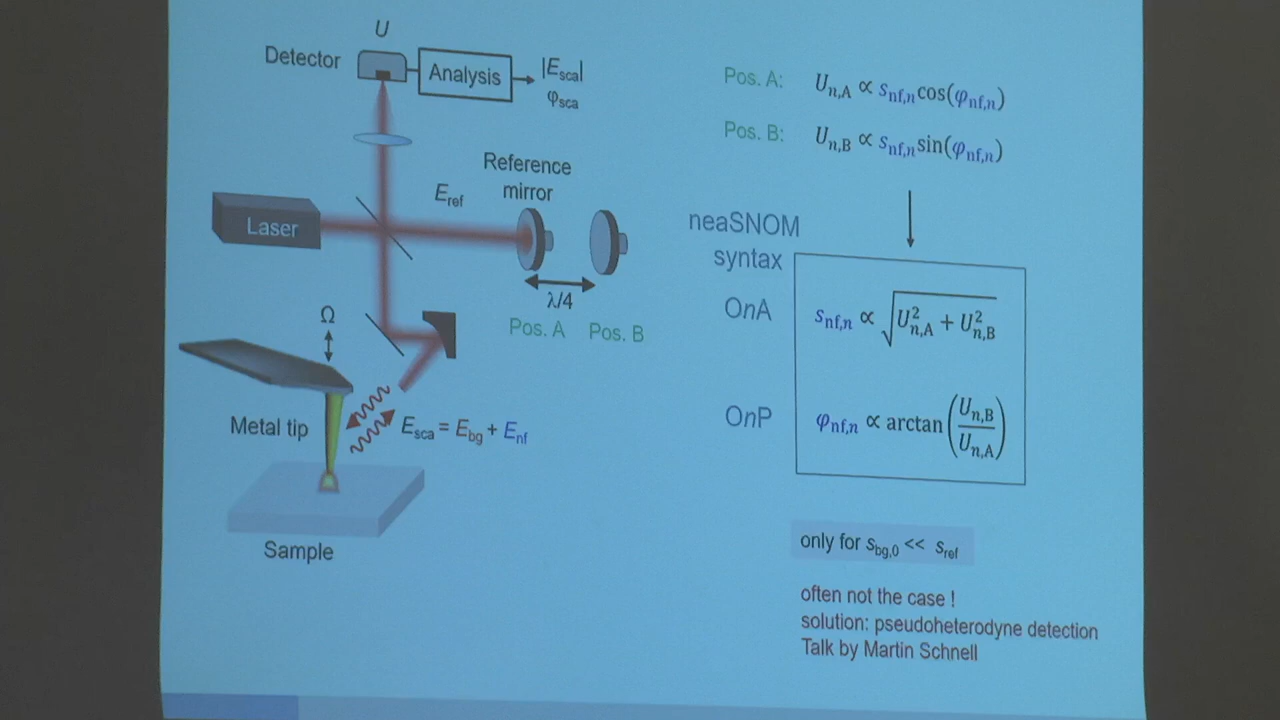 U
Detector
Analysis
|E_sca|
φ_sca
Reference
mirror
E_ref
Laser
λ/4
Pos. A
Pos. B
Ω
Metal tip
E_sca = E_bg + E_nf
Sample
Pos. A: U_n,A ∝ s_nf,n cos(φ_nf,n)
Pos. B: U_n,B ∝ s_nf,n sin(φ_nf,n)
neaSNOM
syntax
OnA s_nf,n ∝ √(U²_n,A + U²_n,B)
OnP φ_nf,n ∝ arctan(U_n,B / U_n,A)
only for s_bg,0 << s_ref
often not the case !
solution: pseudoheterodyne detection
Talk by Martin Schnell